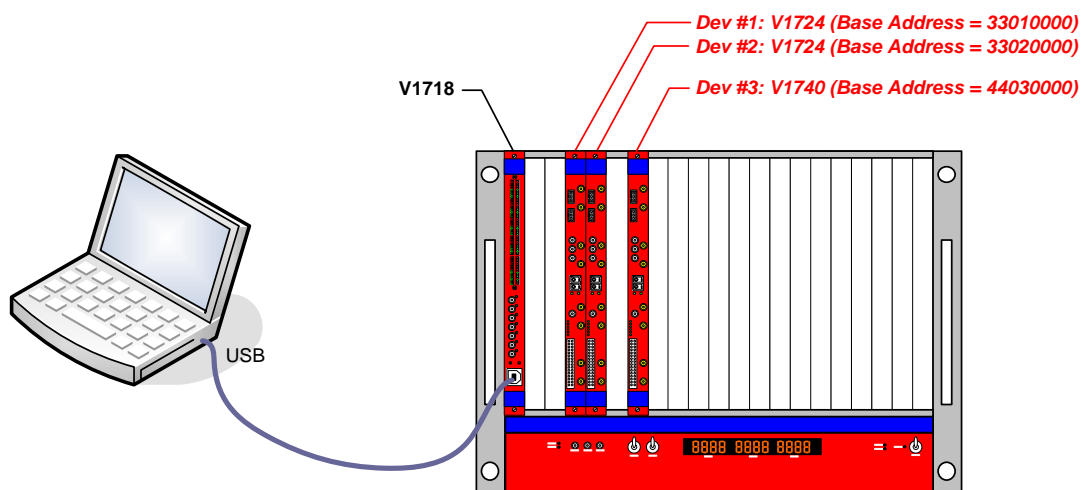 Dev #1: V1724 (Base Address = 33010000)
Dev #2: V1724 (Base Address = 33020000)
V1718
Dev #3: V1740 (Base Address = 44030000)
USB
8888 8888 8888